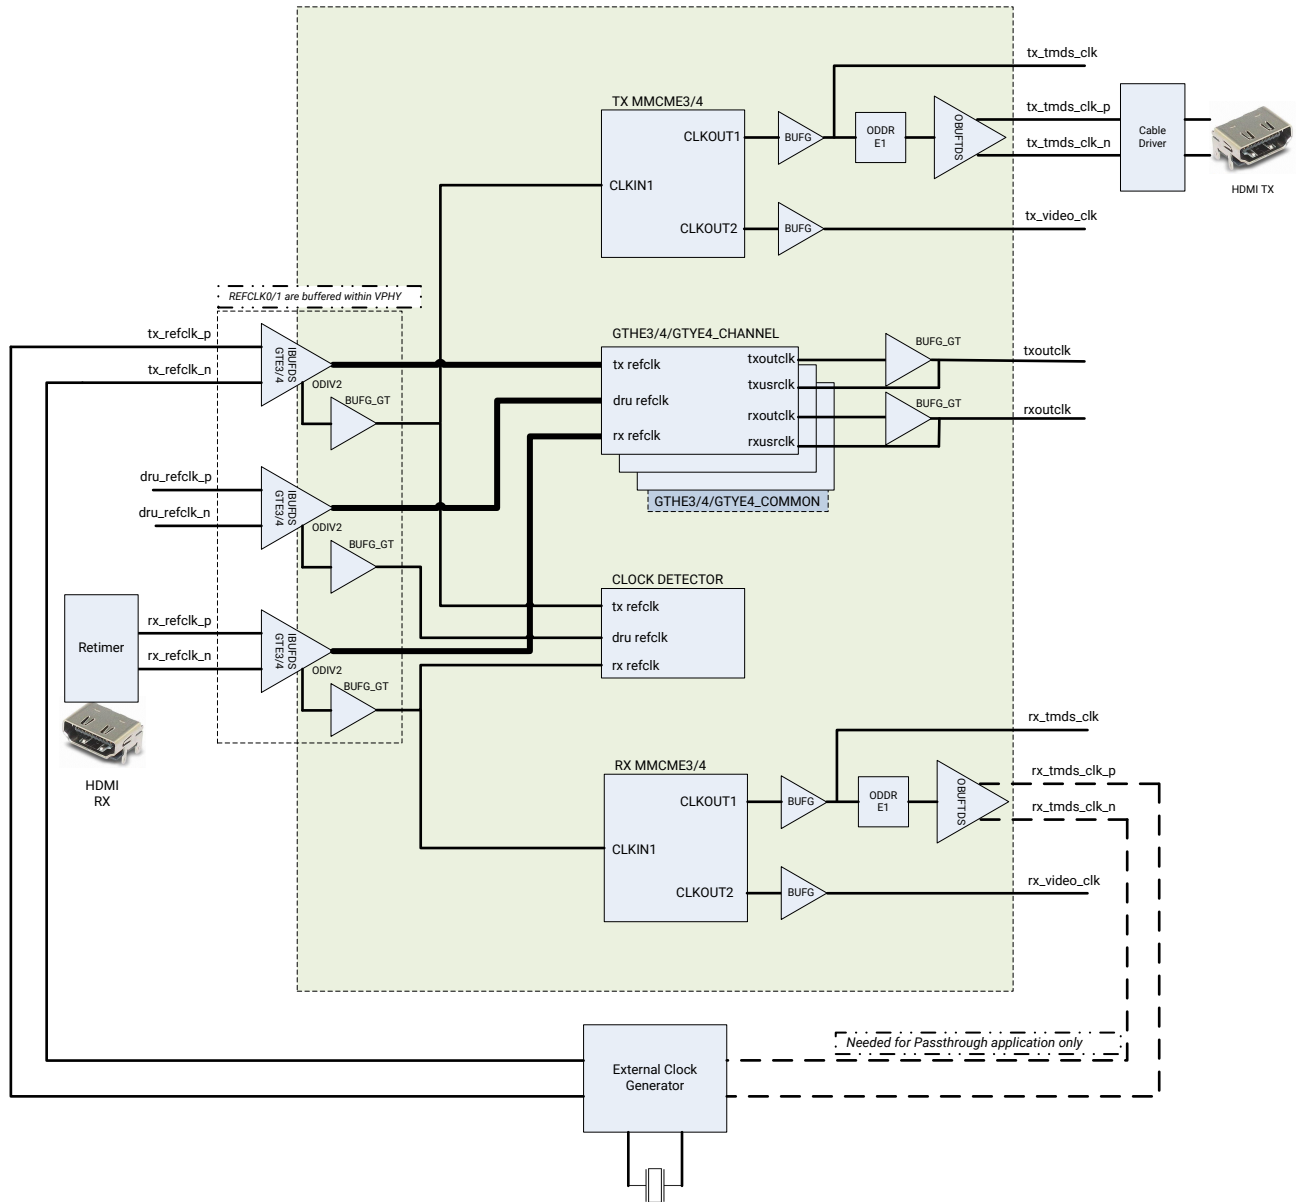 tx_tmds_clk
TX MMCME3/4
CLKOUT1
BUFG
ODDR
E1
OBUFTDS
tx_tmds_clk_p
tx_tmds_clk_n
Cable
Driver
HDMI TX
CLKIN1
CLKOUT2
BUFG
tx_video_clk
REFCLK0/1 are buffered within VPHY
tx_refclk_p
tx_refclk_n
IBUFDS
GTE3/4
ODIV2
BUFG_GT
GTHE3/4/GTYE4_CHANNEL
tx refclk
dru refclk
rx refclk
txoutclk
txusrclk
rxoutclk
rxusrclk
BUFG_GT
txoutclk
BUFG_GT
rxoutclk
GTHE3/4/GTYE4_COMMON
dru_refclk_p
dru_refclk_n
IBUFDS
GTE3/4
ODIV2
BUFG_GT
CLOCK DETECTOR
tx refclk
dru refclk
rx refclk
Retimer
rx_refclk_p
rx_refclk_n
IBUFDS
GTE3/4
ODIV2
BUFG_GT
HDMI
RX
rx_tmds_clk
RX MMCME3/4
CLKOUT1
BUFG
ODDR
E1
OBUFTDS
rx_tmds_clk_p
rx_tmds_clk_n
CLKIN1
CLKOUT2
BUFG
rx_video_clk
Needed for Passthrough application only
External Clock
Generator